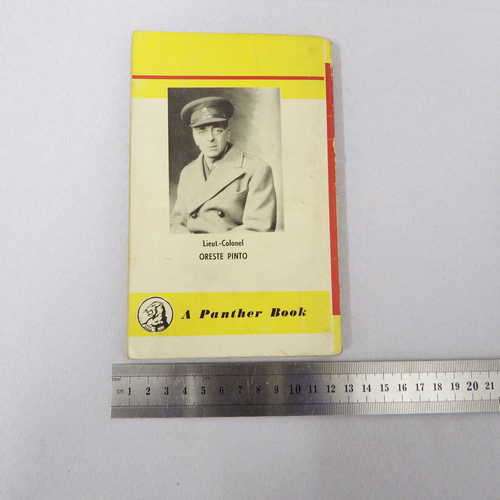 Lieut.-Colonel
ORESTE PINTO
A Panther Book
cm 1 2 3 4 5 6 7 8 9 10 11 12 13 14 15 16 17 18 19 20 21